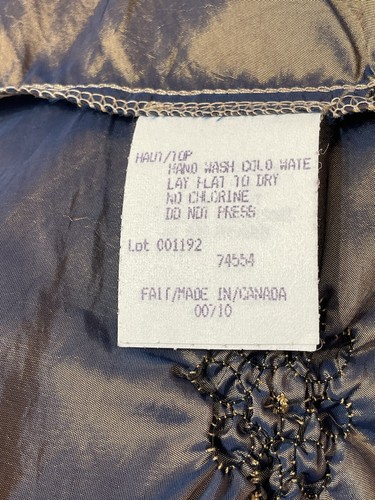 HAUT/TOP
HAND WASH COLD WATE
LAY FLAT TO DRY
NO CHLORINE
DO NOT PRESS
Lot 001192
74554
FAIT/MADE IN/CANADA
00/10